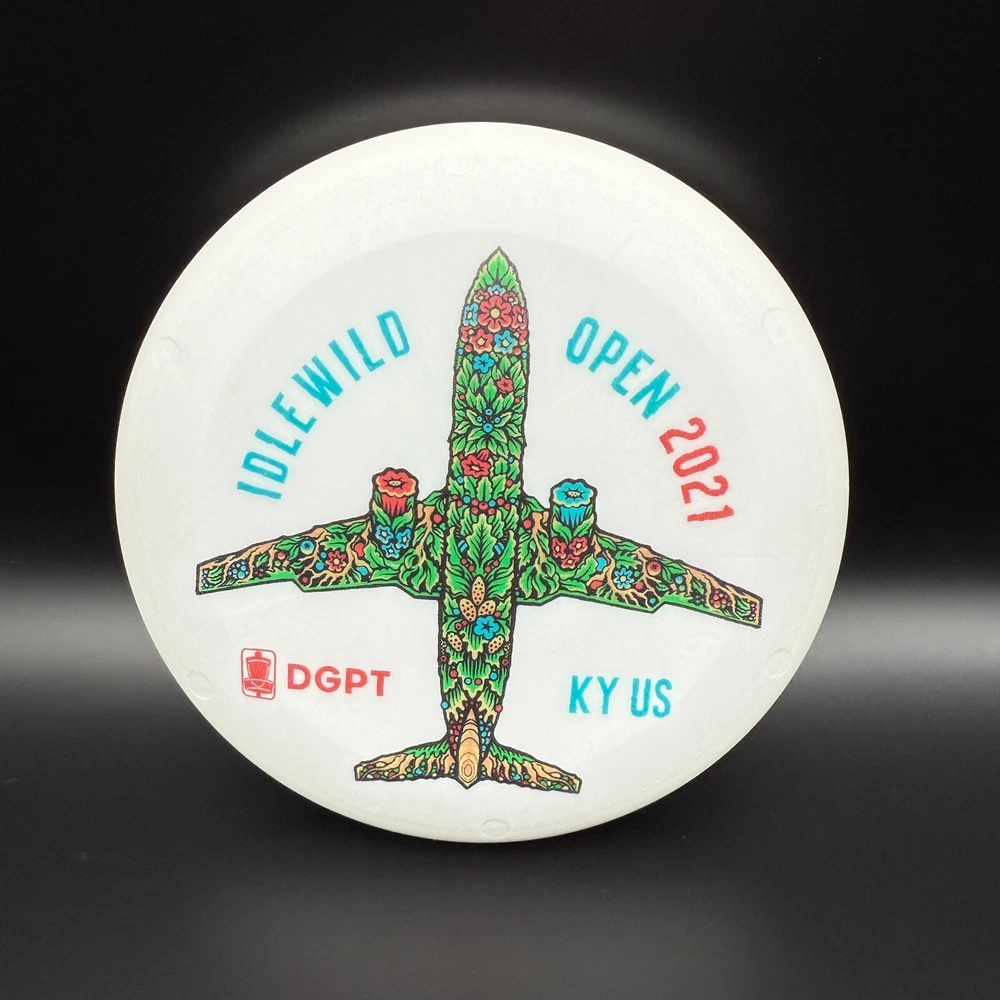 IDLEWILD
OPEN 2021
DGPT
KY US